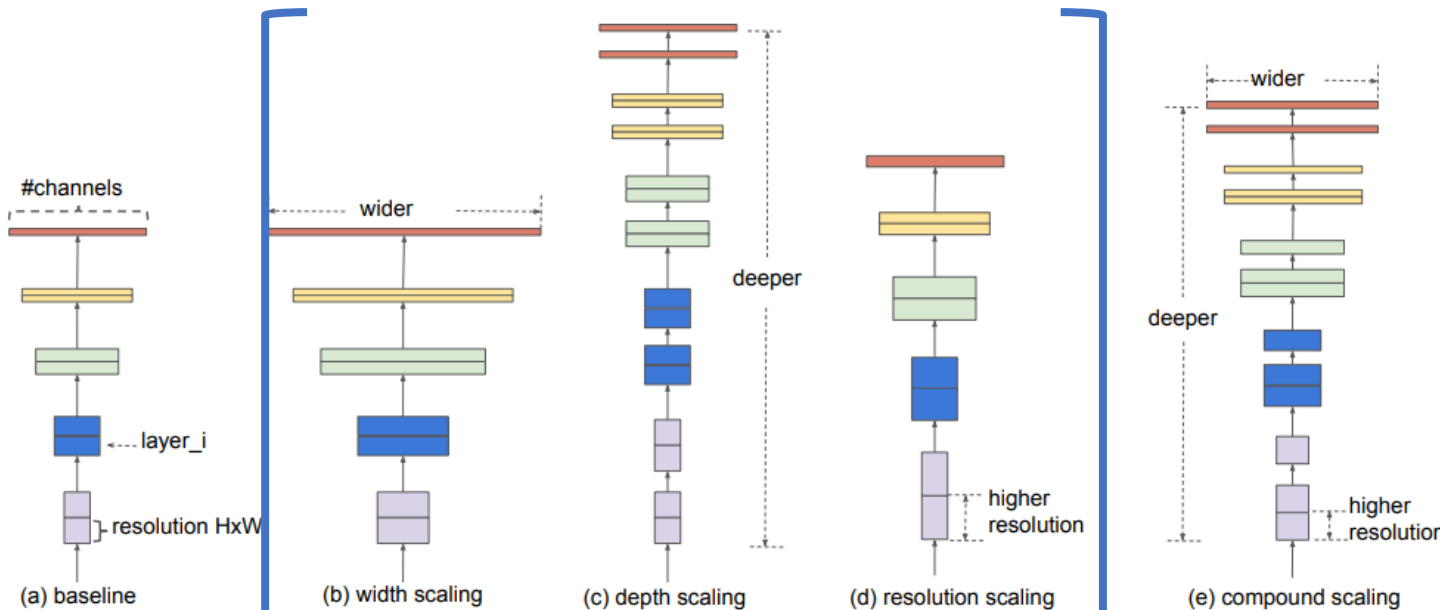 #channels
layer_i
resolution HxW
(a) baseline
wider
(b) width scaling
deeper
(c) depth scaling
higher
resolution
(d) resolution scaling
wider
deeper
higher
resolution
(e) compound scaling